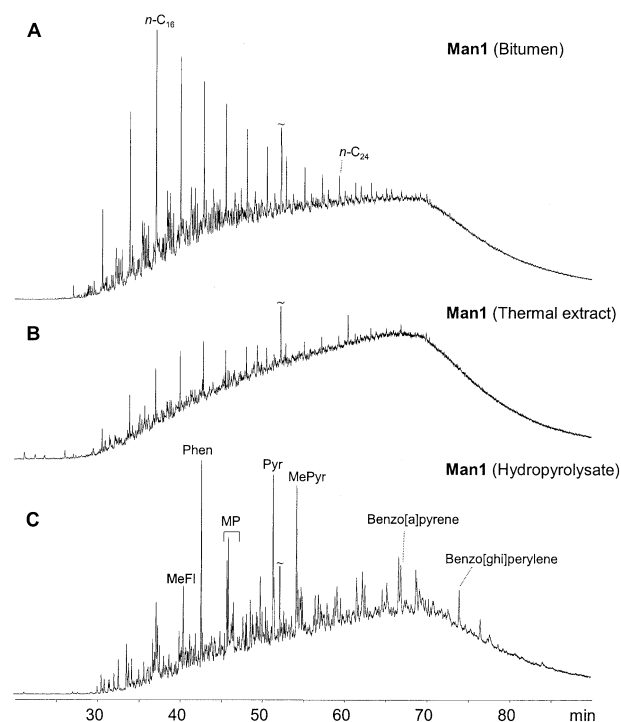 A
n-C16
Man1 (Bitumen)
~
n-C24
Man1 (Thermal extract)
B
~
Man1 (Hydropyrolysate)
Phen
Pyr
MePyr
C
MP
Benzo[a]pyrene
~
MeFl
Benzo[ghi]perylene
30 40 50 60 70 80 min